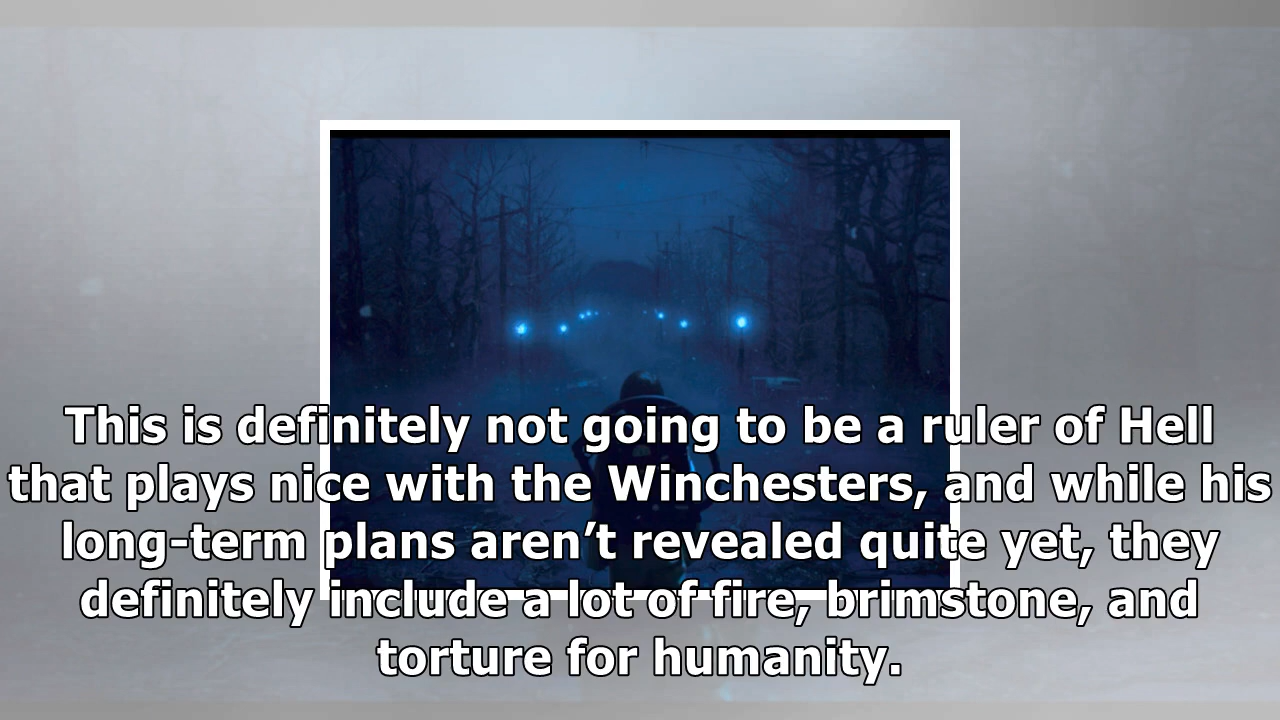 This is definitely not going to be a ruler of Hell
that plays nice with the Winchesters, and while his
long-term plans aren’t revealed quite yet, they
definitely include a lot of fire, brimstone, and
torture for humanity.